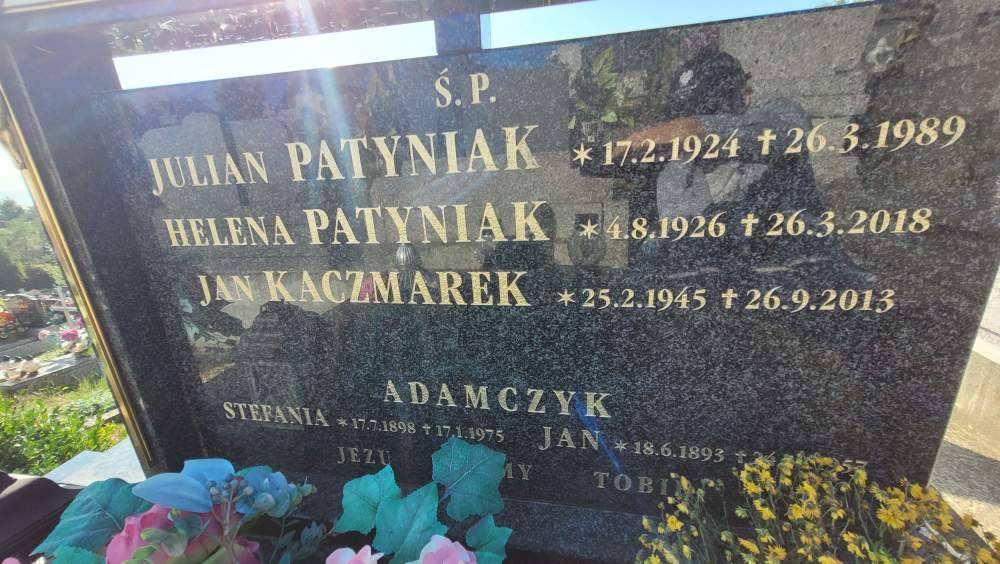 Ś. P.
JULIAN PATYNIAK * 17.2.1924 † 26.3.1989
HELENA PATYNIAK * 4.8.1926 † 26.3.2018
JAN KACZMAREK * 25.2.1945 † 26.9.2013
ADAMCZYK
STEFANIA * 17.7.1898 † 17.1.1975 JAN * 18.6.1893 †
JEZU